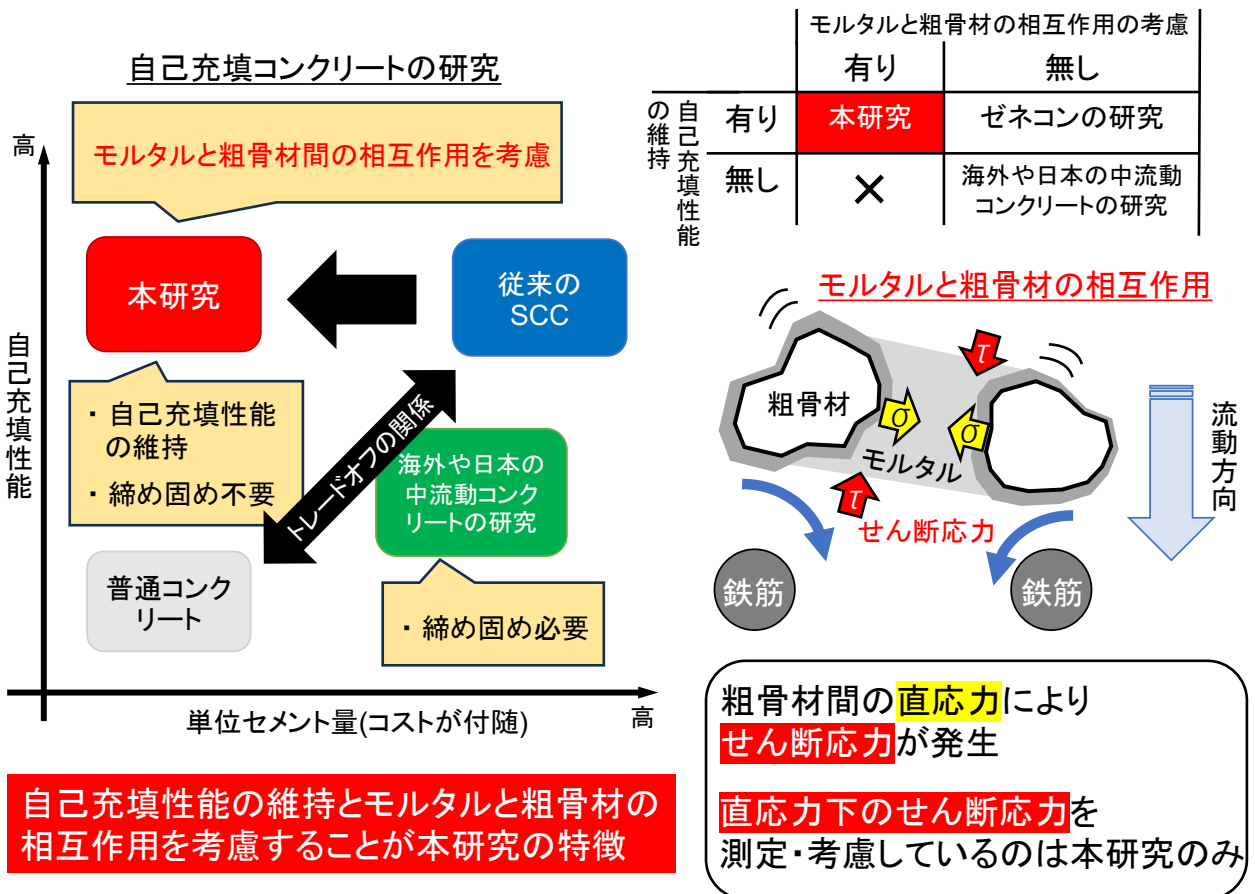 自己充填コンクリートの研究
高
モルタルと粗骨材間の相互作用を考慮
本研究
従来の
SCC
・ 自己充填性能
の維持
・ 締め固め不要
トレードオフの関係
海外や日本の
中流動コンク
リートの研究
普通コンク
リート
・ 締め固め必要
自己充填性能
単位セメント量(コストが付随)
高
自己充填性能の維持とモルタルと粗骨材の
相互作用を考慮することが本研究の特徴
モルタルと粗骨材の相互作用の考慮
有り
無し
自己充填性能
の維持
有り
本研究
ゼネコンの研究
無し
×
海外や日本の中流動
コンクリートの研究
モルタルと粗骨材の相互作用
τ
粗骨材
σ
σ
モルタル
τ
せん断応力
流動方向
鉄筋
鉄筋
粗骨材間の直応力により
せん断応力が発生
直応力下のせん断応力を
測定・考慮しているのは本研究のみ